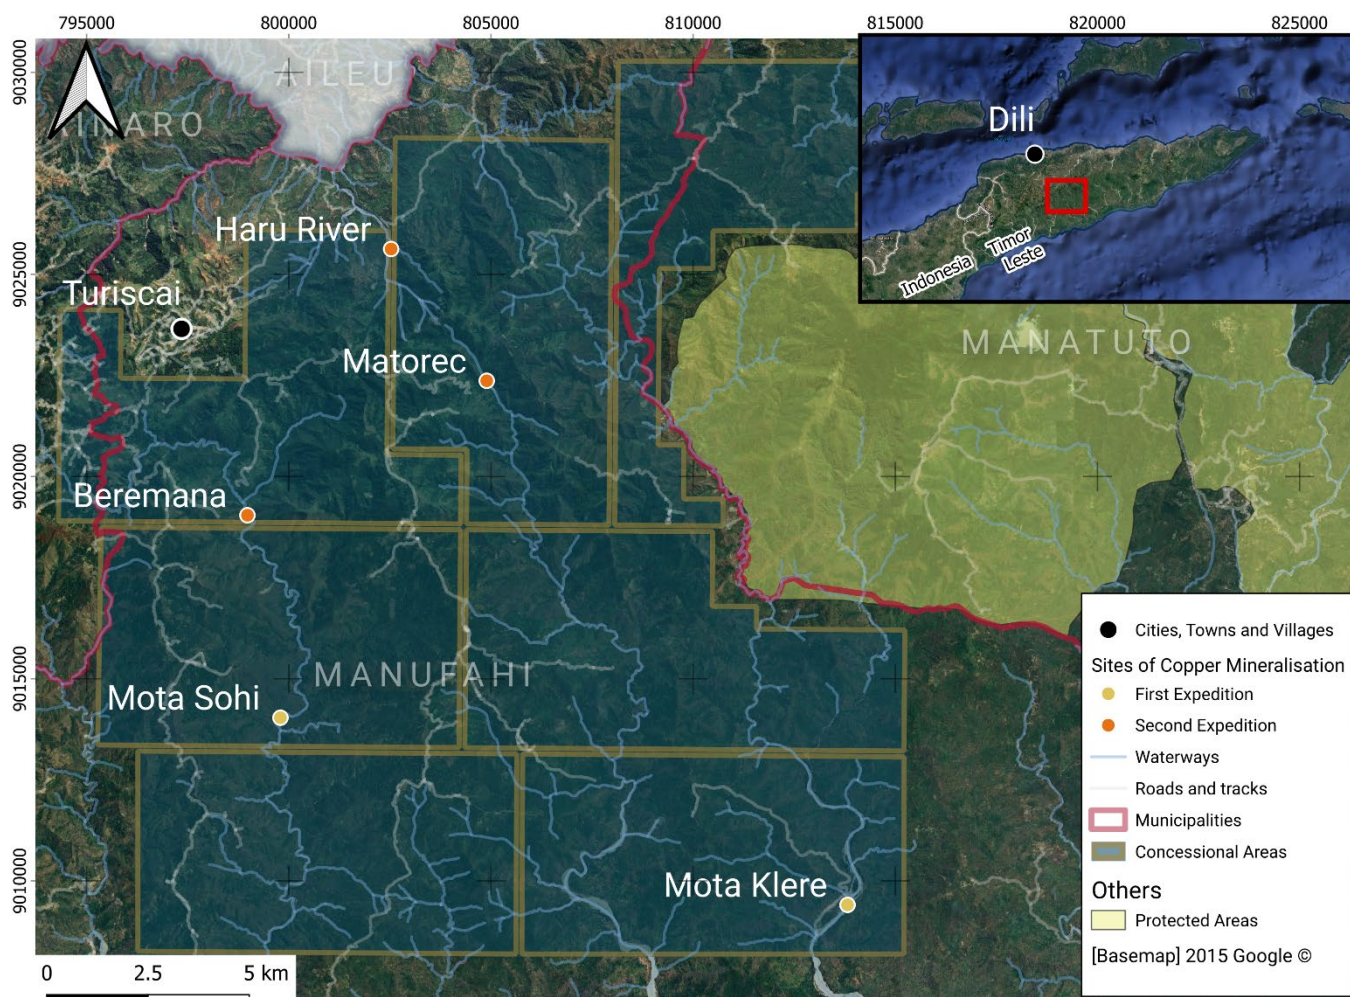 795000 800000 805000 810000 815000 820000 825000
9030000
9025000
9020000
9015000
9010000
AILEU
INARO
Haru River
Turiscai
Matorec
Beremana
MANATUTO
MANUFAHI
Mota Sohi
Mota Klere
Dili
Indonesia
Timor
Leste
Cities, Towns and Villages
Sites of Copper Mineralisation
First Expedition
Second Expedition
Waterways
Roads and tracks
Municipalities
Concessional Areas
Others
Protected Areas
[Basemap] 2015 Google ©
0 2.5 5 km